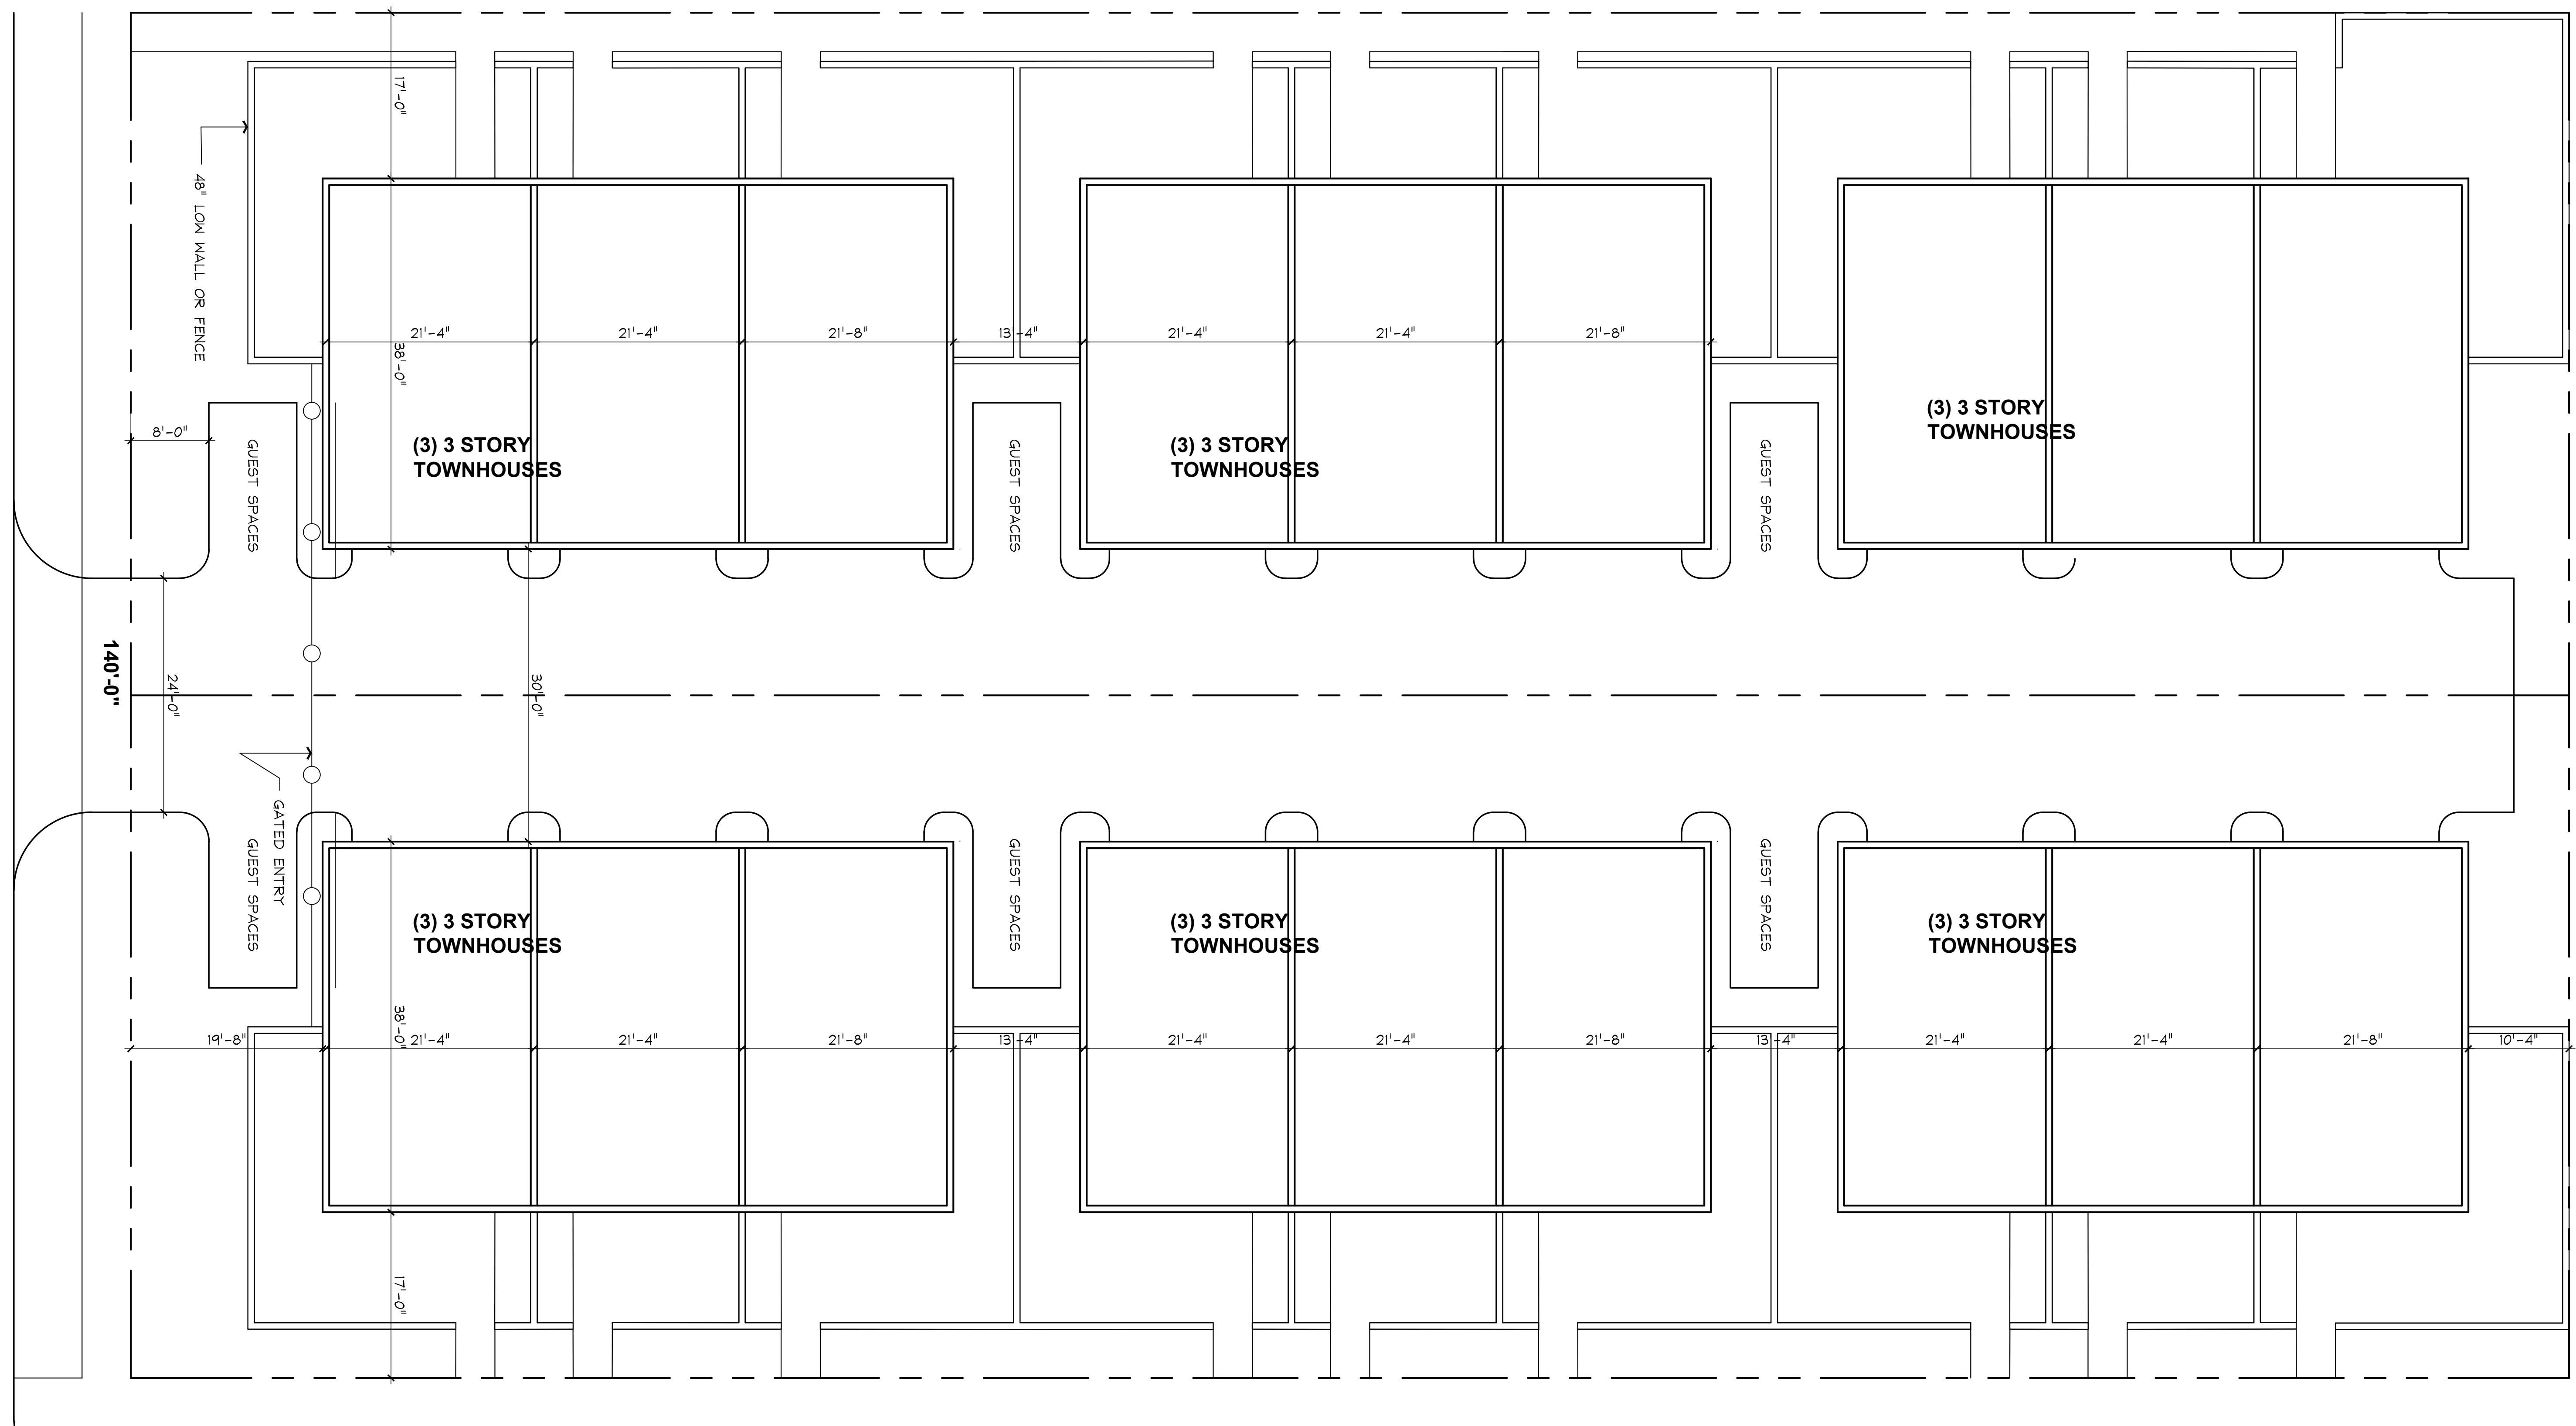 17'-0"
48" LOW WALL OR FENCE
21'-4"
21'-4"
21'-8"
13'-4"
21'-4"
21'-4"
21'-8"
38'-0"
(3) 3 STORY
TOWNHOUSES
(3) 3 STORY
TOWNHOUSES
(3) 3 STORY
TOWNHOUSES
8'-0"
GUEST SPACES
GUEST SPACES
GUEST SPACES
140'-0"
24'-0"
30'-0"
GATED ENTRY
GUEST SPACES
GUEST SPACES
GUEST SPACES
(3) 3 STORY
TOWNHOUSES
(3) 3 STORY
TOWNHOUSES
(3) 3 STORY
TOWNHOUSES
38'-0"
19'-8"
21'-4"
21'-4"
21'-8"
13'-4"
21'-4"
21'-4"
21'-8"
13'-4"
21'-4"
21'-4"
21'-8"
10'-4"
17'-0"